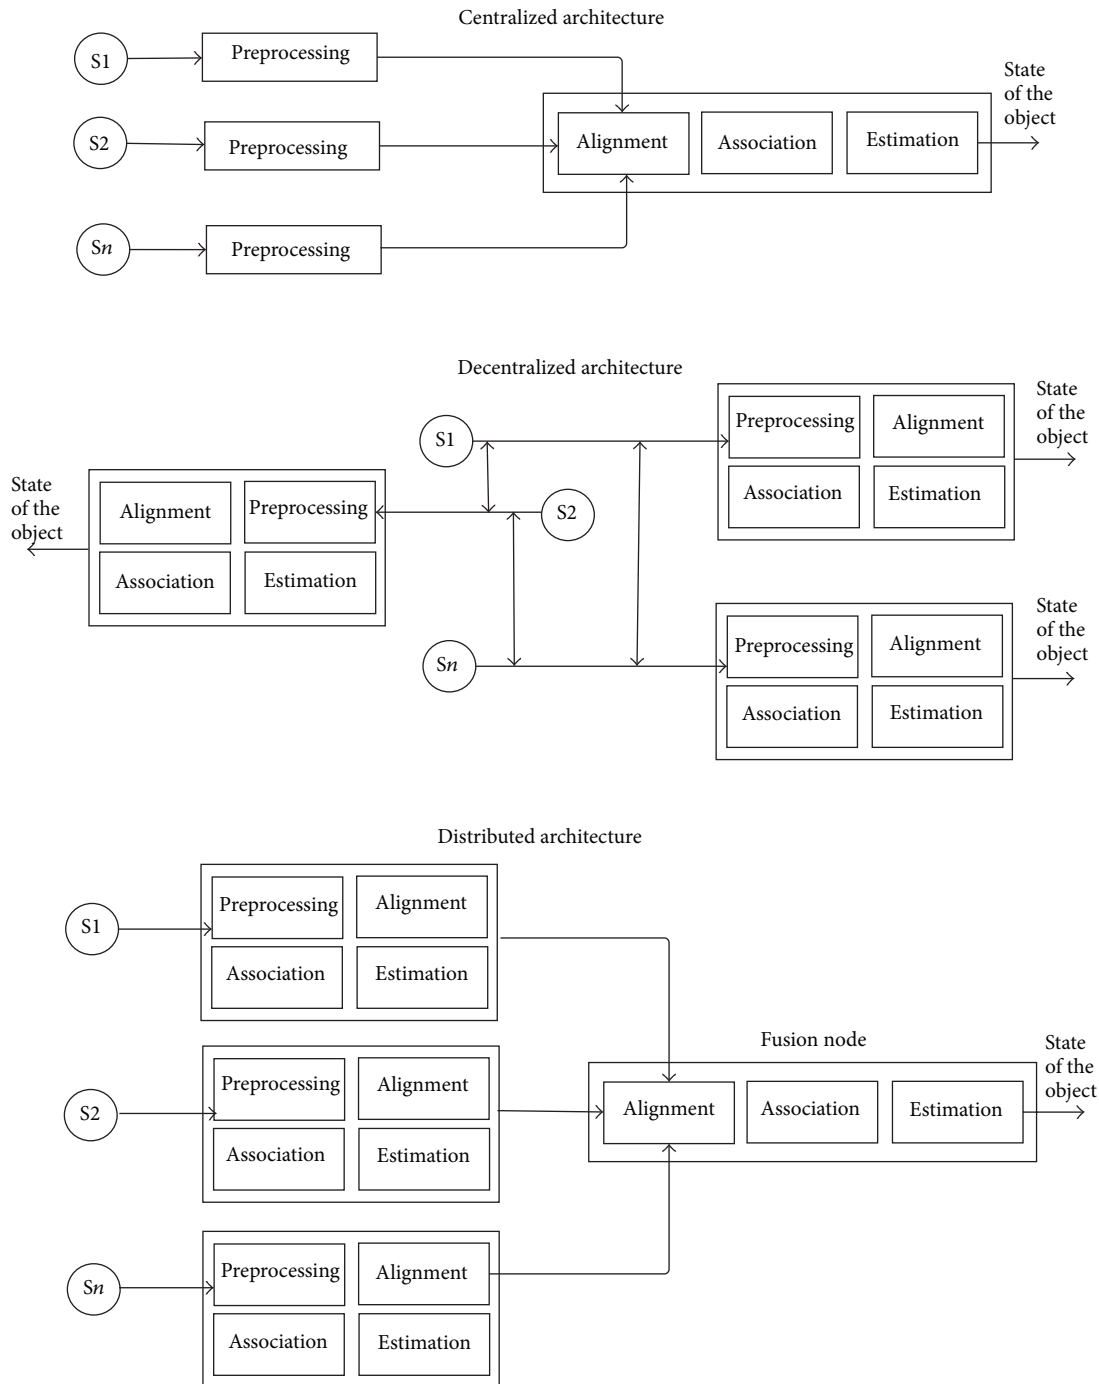 Centralized architecture
S1
Preprocessing
State
of the
object
S2
Preprocessing
Alignment
Association
Estimation
Sn
Preprocessing
Decentralized architecture
State
of the
object
S1
Preprocessing
Alignment
Association
Estimation
State
of the
object
Alignment
Preprocessing
Association
Estimation
S2
State
of the
object
Sn
Preprocessing
Alignment
Association
Estimation
Distributed architecture
S1
Preprocessing
Alignment
Association
Estimation
S2
Preprocessing
Alignment
Association
Estimation
Fusion node
Alignment
Association
Estimation
State
of the
object
Sn
Preprocessing
Alignment
Association
Estimation